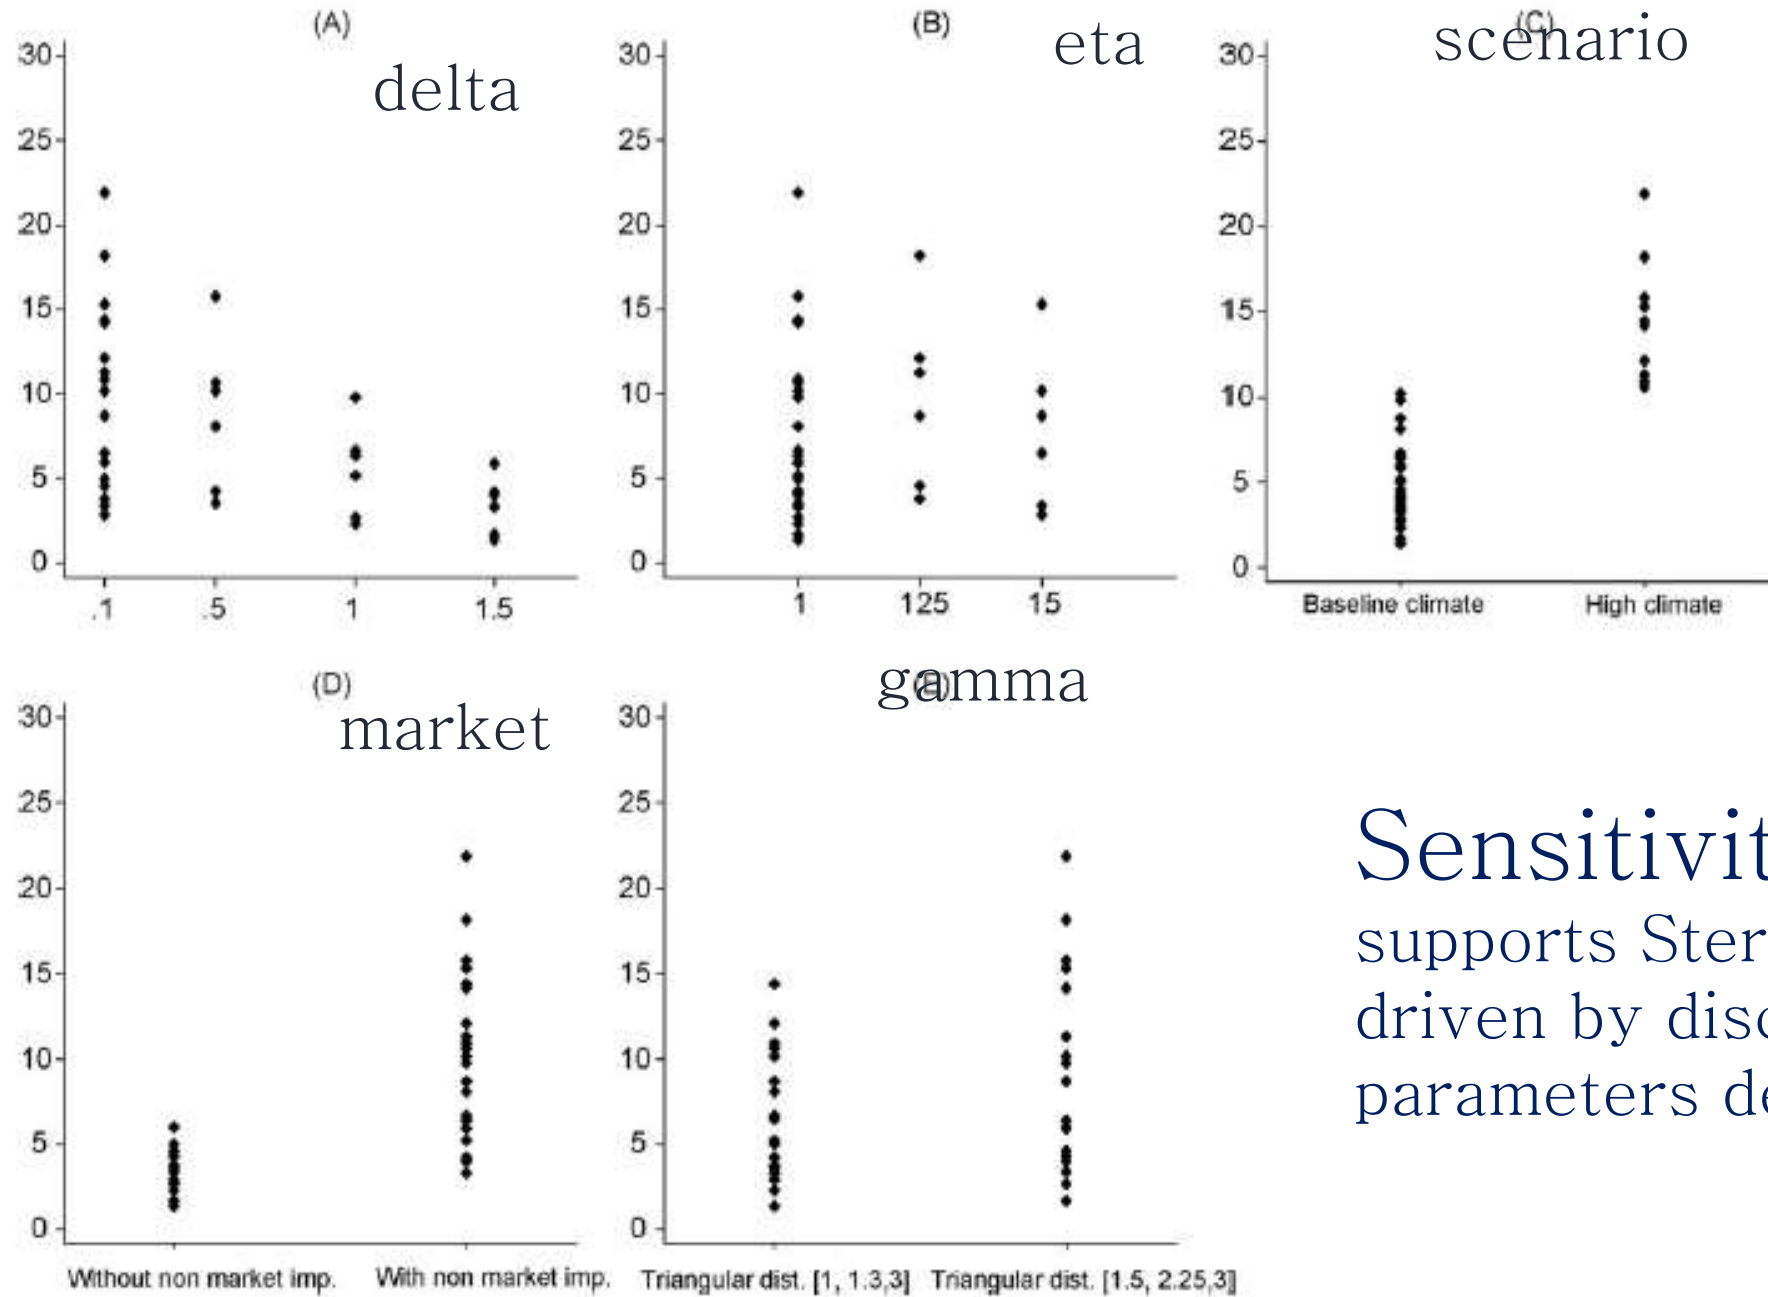 (A)
delta
30
25
20
15
10
5
0
.1 .5 1 1.5
(B)
eta
30
25
20
15
10
5
0
1 125 15
(C)
scenario
30
25
20
15
10
5
0
Baseline climate High climate
(D)
market
30
25
20
15
10
5
0
Without non market imp. With non market imp.
gamma
30
25
20
15
10
5
0
Triangular dist. [1, 1.3,3] Triangular dist. [1.5, 2.25,3]
Sensitivit
supports Ster
driven by disc
parameters de